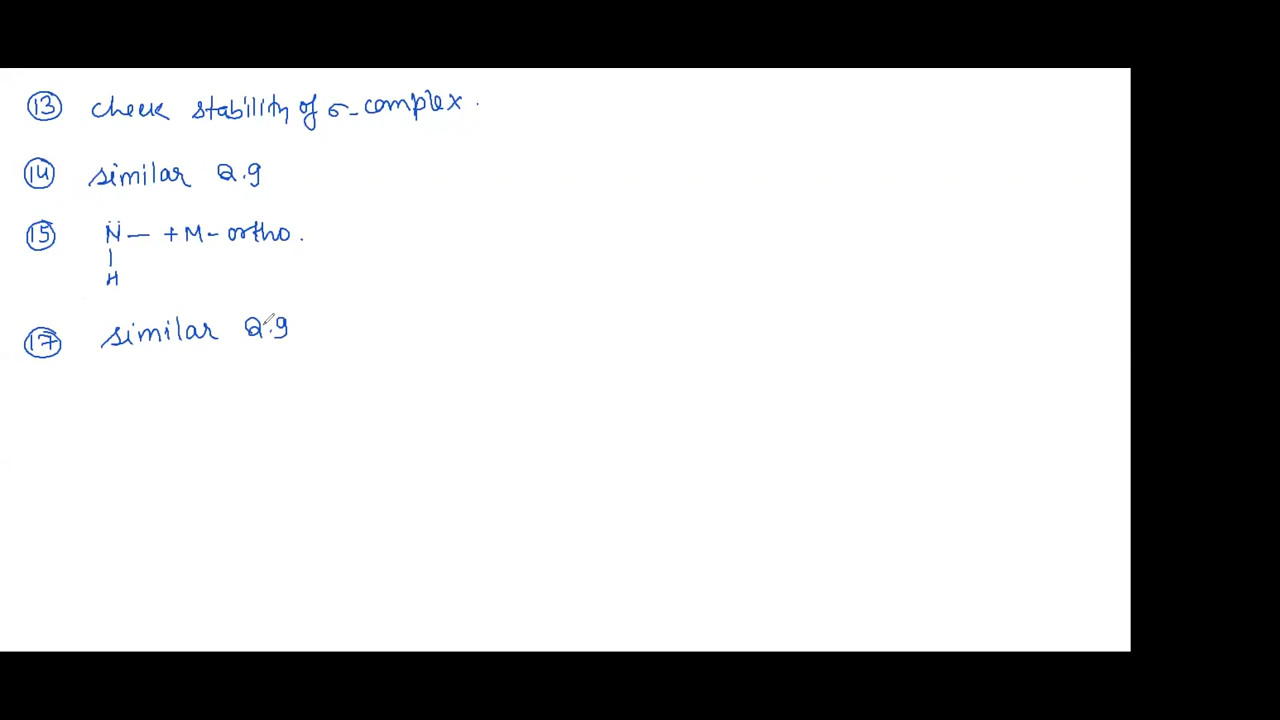 13 check stability of σ-complex.
14 similar Q.9
15 N̈ — +M - ortho.
|
H
17 similar Q.9